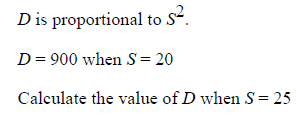 D is proportional to S².
D = 900 when S = 20
Calculate the value of D when S = 25